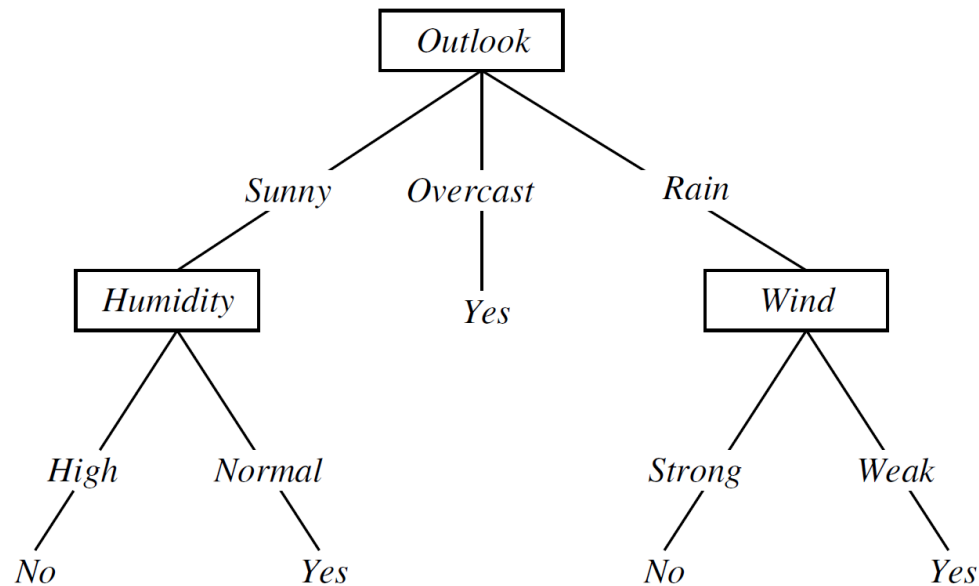 Outlook
Sunny Overcast Rain
Humidity Yes Wind
High Normal Strong Weak
No Yes No Yes